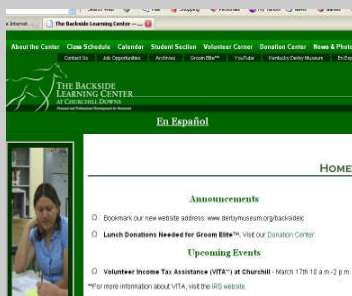 The Backside Learning Center —...
About the Center Class Schedule Calendar Student Section Volunteer Corner Donation Center News & Photo
Contact Us Job Opportunities Archives Groom Elite™ YouTube Kentucky Derby Museum En Esp
THE BACKSIDE
LEARNING CENTER
AT CHURCHILL DOWNS
En Español
HOME
Announcements
Bookmark our new website address: www.derbymuseum.org/backsidelc
Lunch Donations Needed for Groom Elite™. Visit our Donation Center.
Upcoming Events
Volunteer Income Tax Assistance (VITA**) at Churchill - March 17th 10 a.m.-2 p.m.
**For more information about VITA, visit the IRS website.